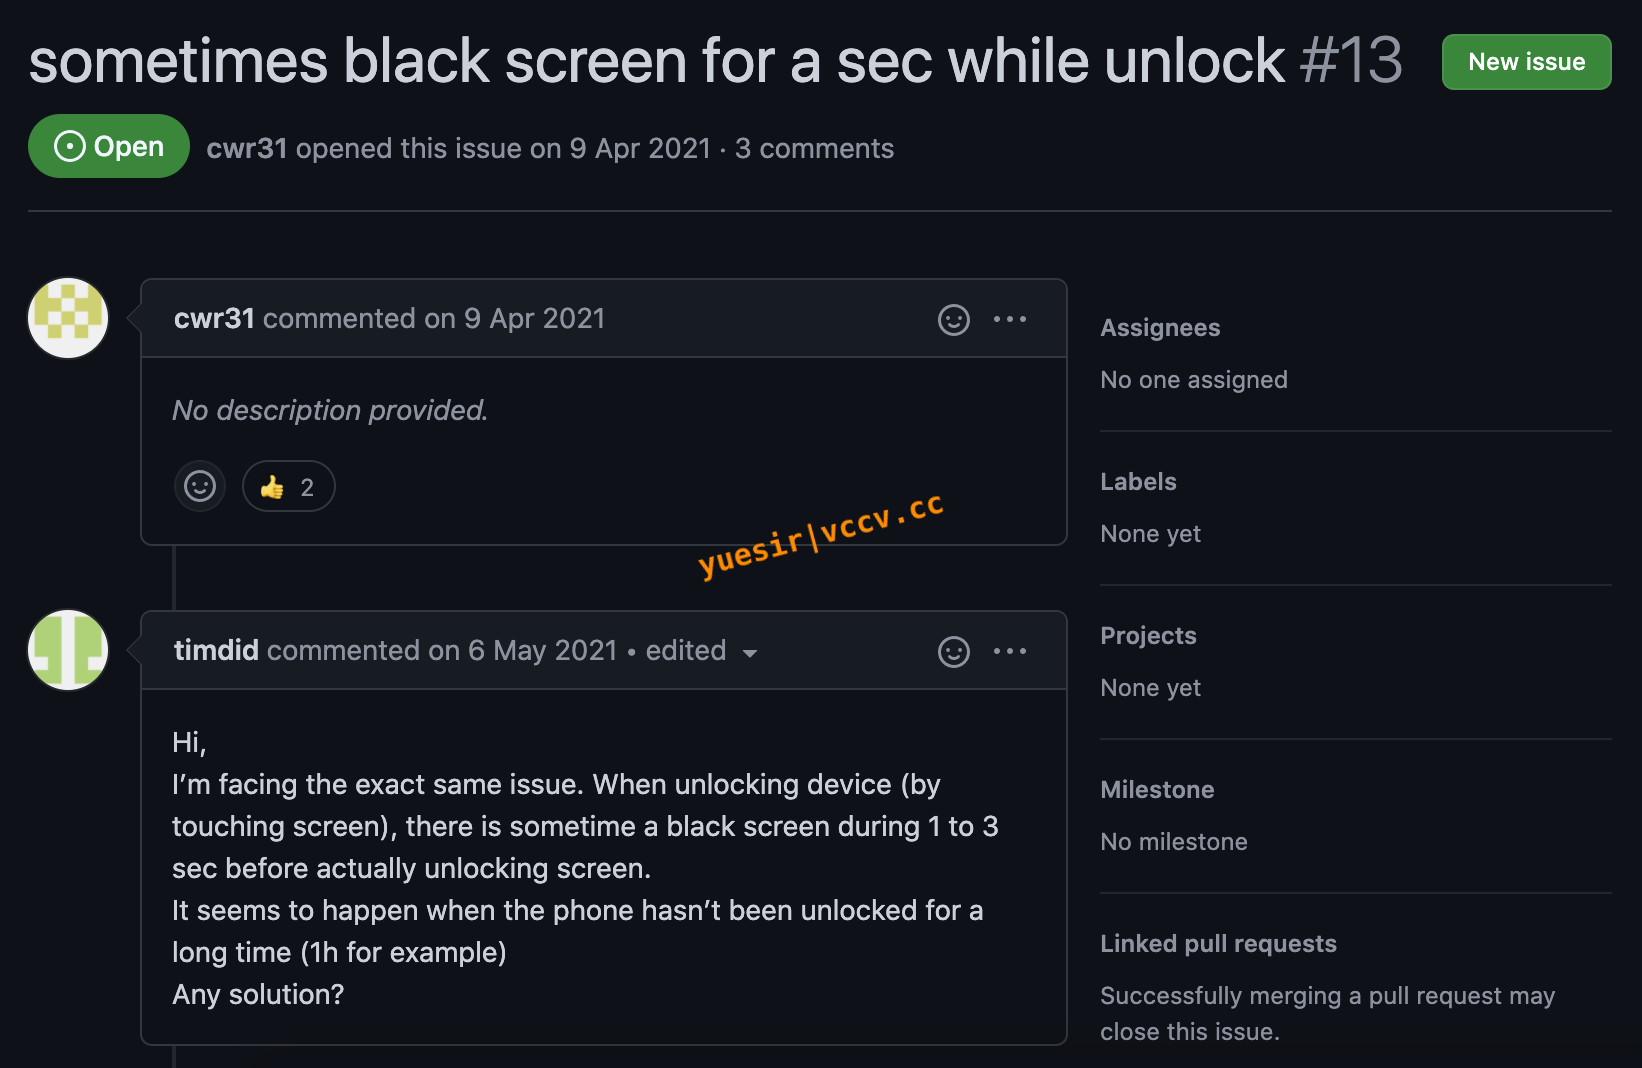 sometimes black screen for a sec while unlock #13
New issue
Open
cwr31 opened this issue on 9 Apr 2021 · 3 comments
cwr31 commented on 9 Apr 2021
No description provided.
👍 2
yuesir|vccv.cc
timdid commented on 6 May 2021 • edited
Hi,
I’m facing the exact same issue. When unlocking device (by
touching screen), there is sometime a black screen during 1 to 3
sec before actually unlocking screen.
It seems to happen when the phone hasn’t been unlocked for a
long time (1h for example)
Any solution?
Assignees
No one assigned
Labels
None yet
Projects
None yet
Milestone
No milestone
Linked pull requests
Successfully merging a pull request may
close this issue.